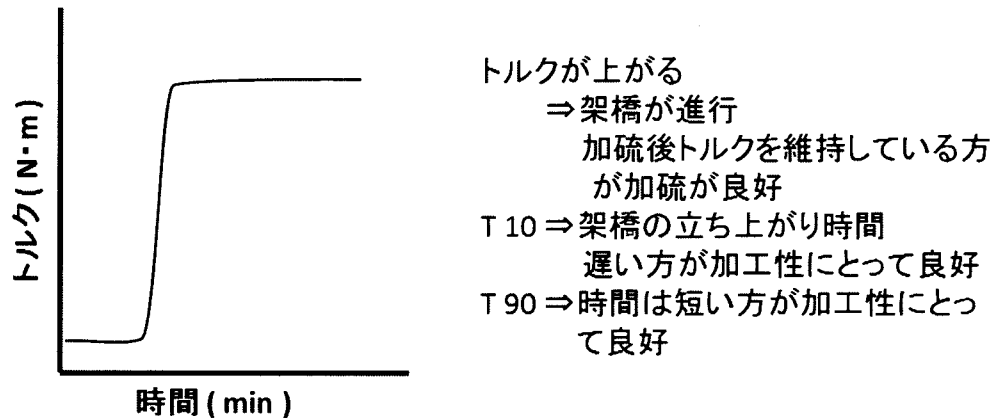 トルク ( N・m )
時間 ( min )
トルクが上がる
⇒架橋が進行
加硫後トルクを維持している方
が加硫が良好
T 10 ⇒架橋の立ち上がり時間
遅い方が加工性にとって良好
T 90 ⇒時間は短い方が加工性にとっ
て良好